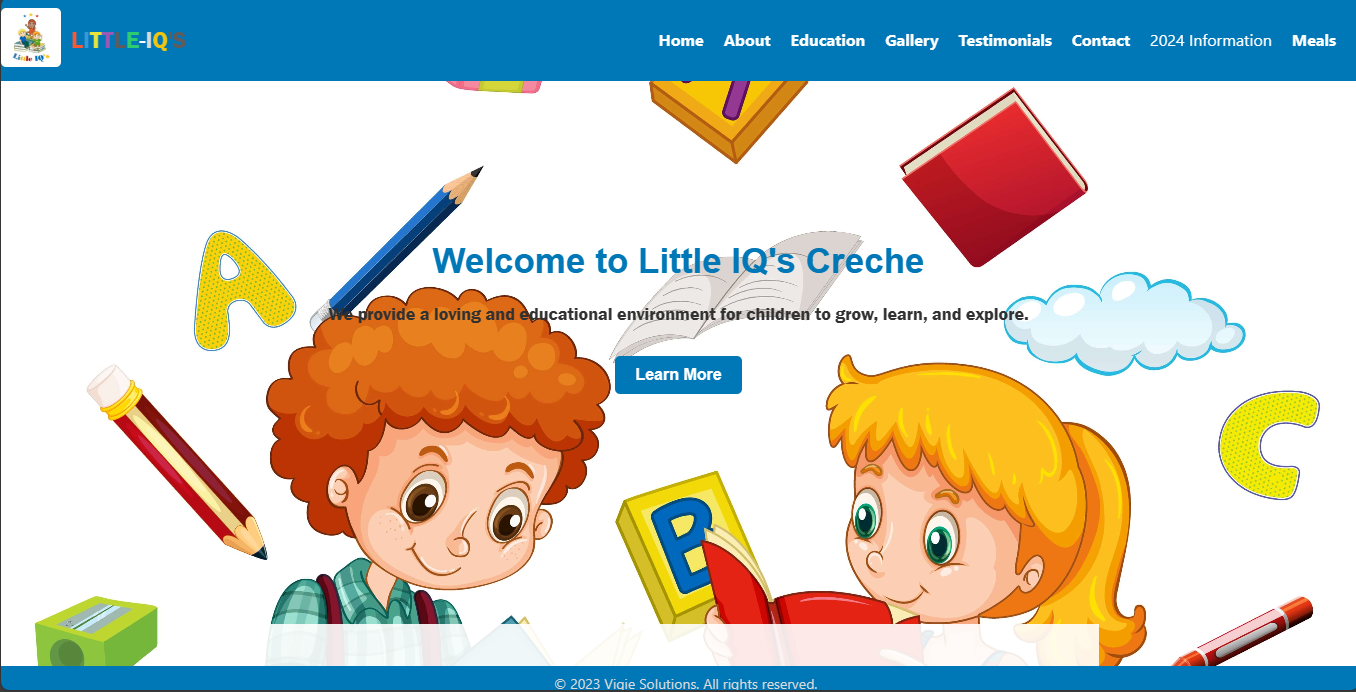 Little IQ's
LITTLE-IQ'S
Home About Education Gallery Testimonials Contact 2024 Information Meals
A
Welcome to Little IQ's Creche
We provide a loving and educational environment for children to grow, learn, and explore.
Learn More
C
B
© 2023 Vigie Solutions. All rights reserved.